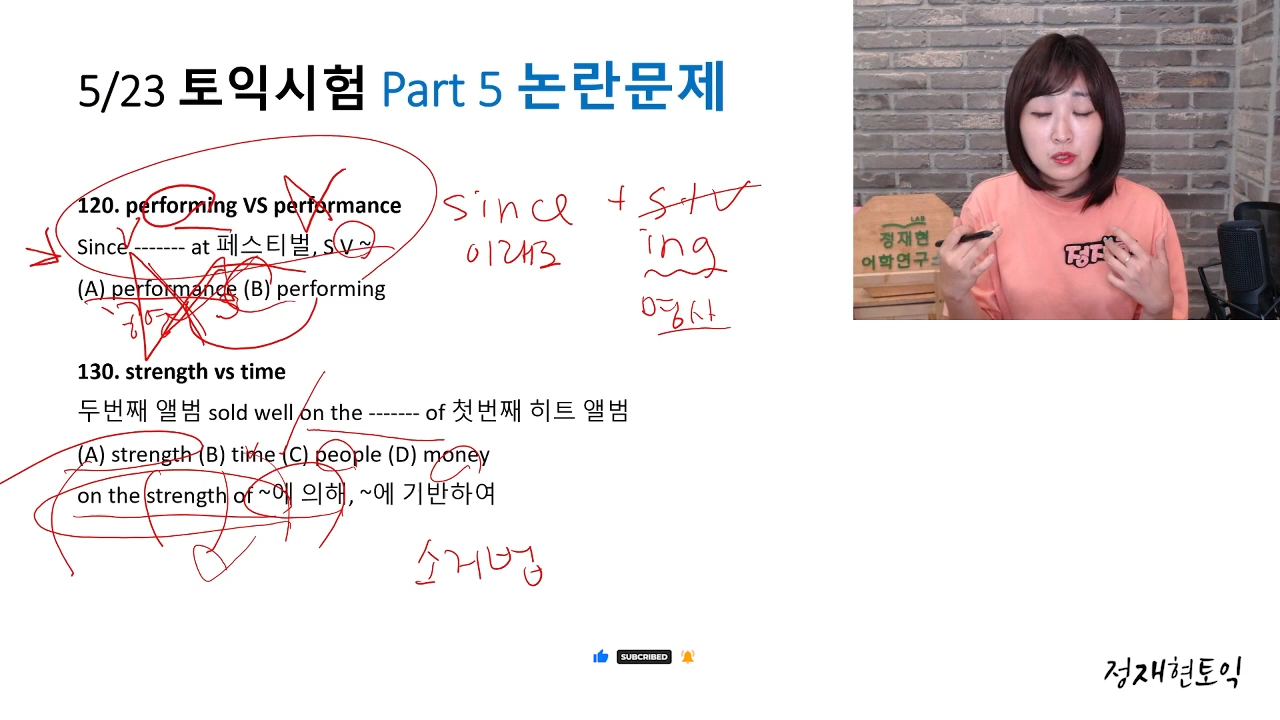 5/23 토익시험 Part 5 논란문제
120. performing VS performance
Since ------- at 페스티벌, S V ~
(A) performance (B) performing
since + s+v
이래로 ing
명사
130. strength vs time
두번째 앨범 sold well on the ------- of 첫번째 히트 앨범
(A) strength (B) time (C) people (D) money
on the strength of ~에 의해, ~에 기반하여
소거법
LAB
정재현
어학연구소
SUBCRIBED
정재현토익